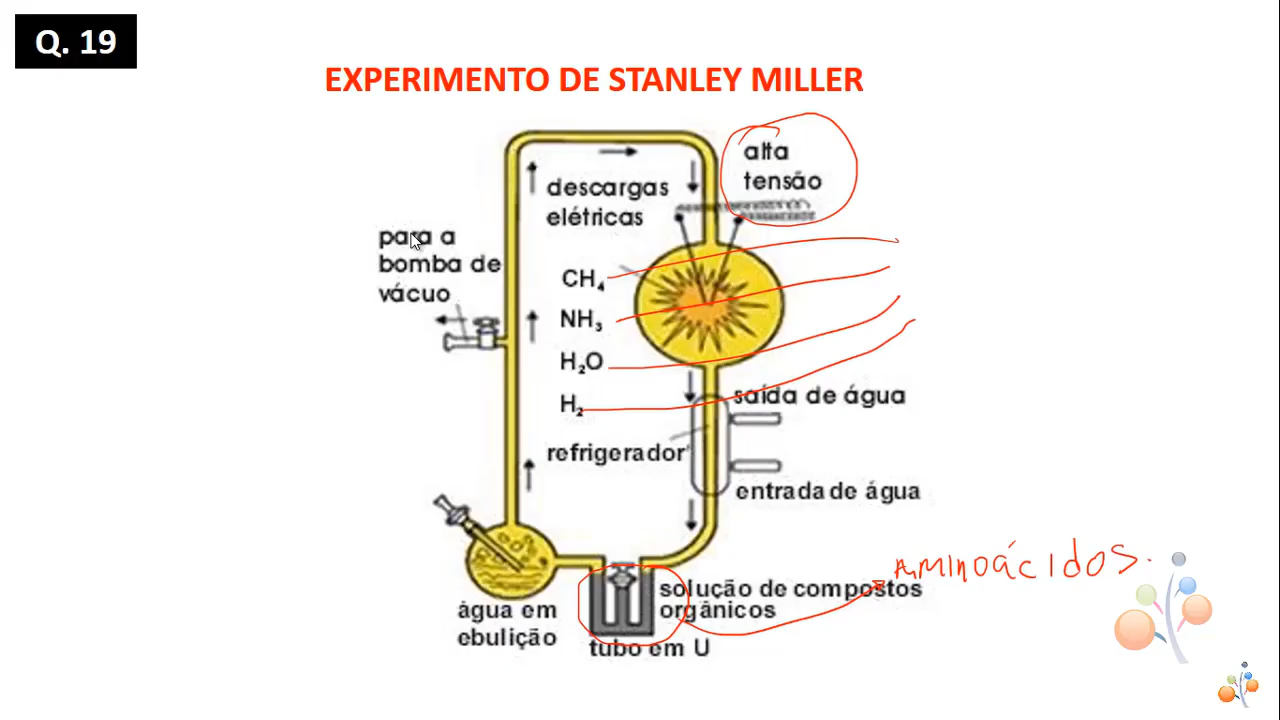 Q. 19
EXPERIMENTO DE STANLEY MILLER
alta
tensão
descargas
elétricas
para a
bomba de
vácuo
CH₄
NH₃
H₂O
H₂
saída de água
refrigerador
entrada de água
AMINOÁCIDOS.
solução de compostos
orgânicos
água em
ebulição
tubo em U